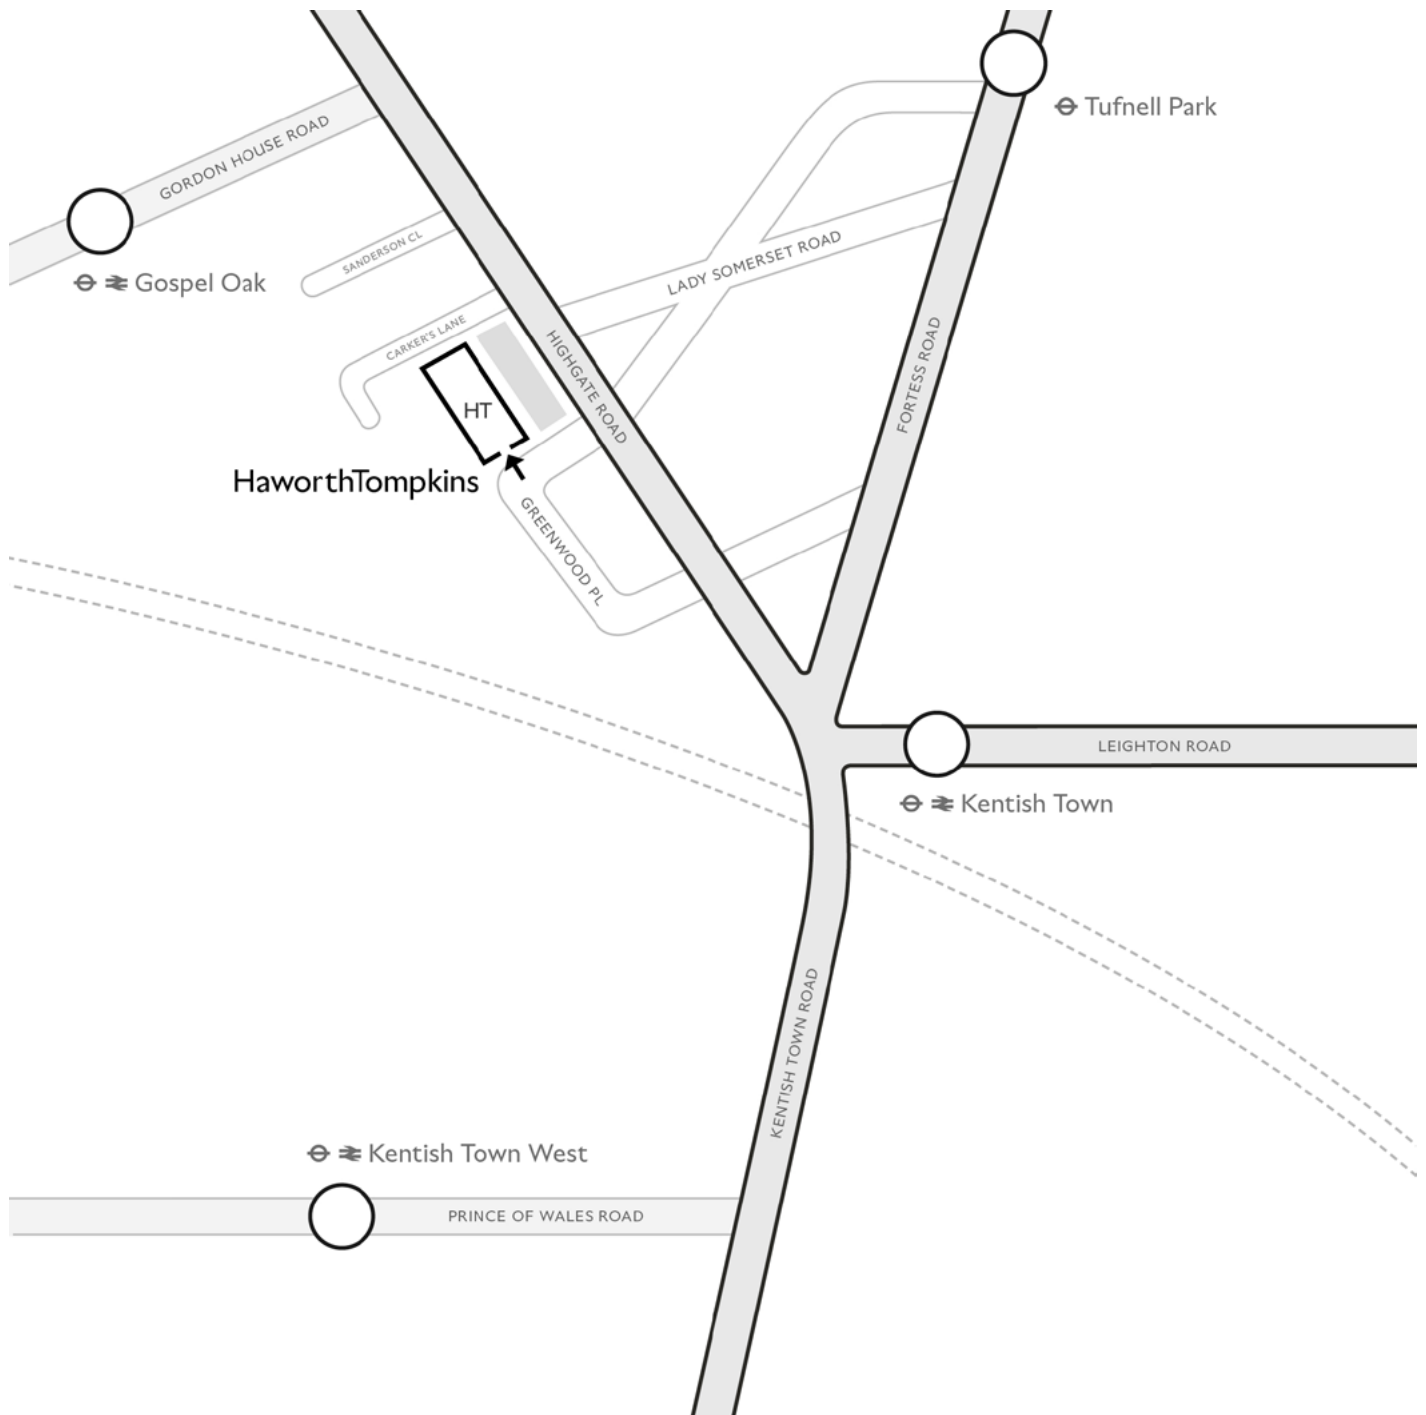 Tufnell Park
GORDON HOUSE ROAD
SANDERSON CL
LADY SOMERSET ROAD
Gospel Oak
CARKER'S LANE
HIGHGATE ROAD
FORTESS ROAD
HT
HaworthTompkins
GREENWOOD PL
LEIGHTON ROAD
Kentish Town
KENTISH TOWN ROAD
Kentish Town West
PRINCE OF WALES ROAD